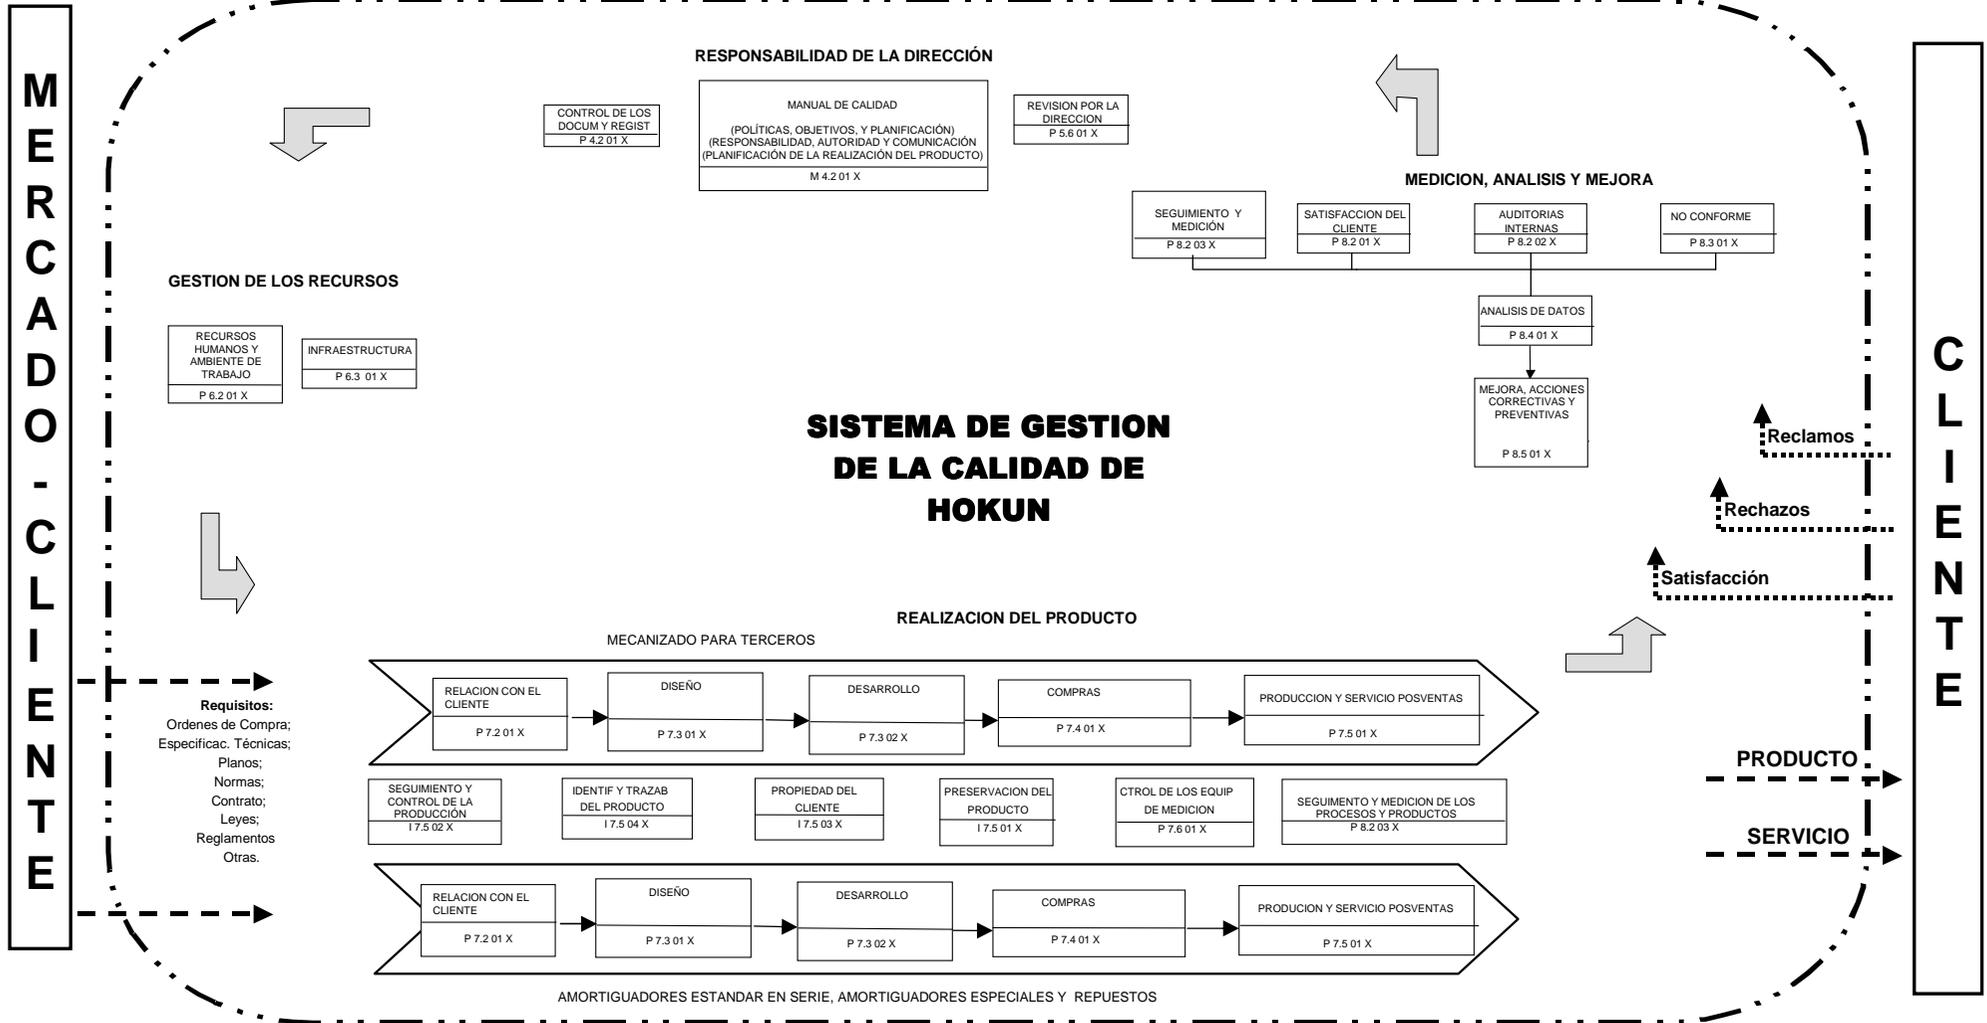 MERCADO-CLIENTE
RESPONSABILIDAD DE LA DIRECCIÓN
CONTROL DE LOS
DOCUM Y REGIST
P 4.2 01 X
MANUAL DE CALIDAD
(POLÍTICAS, OBJETIVOS, Y PLANIFICACIÓN)
(RESPONSABILIDAD, AUTORIDAD Y COMUNICACIÓN
(PLANIFICACIÓN DE LA REALIZACIÓN DEL PRODUCTO)
M 4.2 01 X
REVISION POR LA
DIRECCION
P 5.6 01 X
MEDICION, ANALISIS Y MEJORA
SEGUIMIENTO Y
MEDICIÓN
P 8.2 03 X
SATISFACCION DEL
CLIENTE
P 8.2 01 X
AUDITORIAS
INTERNAS
P 8.2 02 X
NO CONFORME
P 8.3 01 X
ANALISIS DE DATOS
P 8.4 01 X
MEJORA, ACCIONES
CORRECTIVAS Y
PREVENTIVAS
P 8.5 01 X
GESTION DE LOS RECURSOS
RECURSOS
HUMANOS Y
AMBIENTE DE
TRABAJO
P 6.2 01 X
INFRAESTRUCTURA
P 6.3 01 X
SISTEMA DE GESTION
DE LA CALIDAD DE
HOKUN
Reclamos
Rechazos
Satisfacción
REALIZACION DEL PRODUCTO
MECANIZADO PARA TERCEROS
RELACION CON EL
CLIENTE
P 7.2 01 X
DISEÑO
P 7.3 01 X
DESARROLLO
P 7.3 02 X
COMPRAS
P 7.4 01 X
PRODUCCION Y SERVICIO POSVENTAS
P 7.5 01 X
Requisitos:
Ordenes de Compra;
Especificac. Técnicas;
Planos;
Normas;
Contrato;
Leyes;
Reglamentos
Otras.
SEGUIMIENTO Y
CONTROL DE LA
PRODUCCIÓN
I 7.5 02 X
IDENTIF Y TRAZAB
DEL PRODUCTO
I 7.5 04 X
PROPIEDAD DEL
CLIENTE
I 7.5 03 X
PRESERVACION DEL
PRODUCTO
I 7.5 01 X
CTROL DE LOS EQUIP
DE MEDICION
P 7.6 01 X
SEGUIMENTO Y MEDICION DE LOS
PROCESOS Y PRODUCTOS
P 8.2 03 X
PRODUCTO
SERVICIO
RELACION CON EL
CLIENTE
P 7.2 01 X
DISEÑO
P 7.3 01 X
DESARROLLO
P 7.3 02 X
COMPRAS
P 7.4 01 X
PRODUCION Y SERVICIO POSVENTAS
P 7.5 01 X
AMORTIGUADORES ESTANDAR EN SERIE, AMORTIGUADORES ESPECIALES Y REPUESTOS
CLIENTE